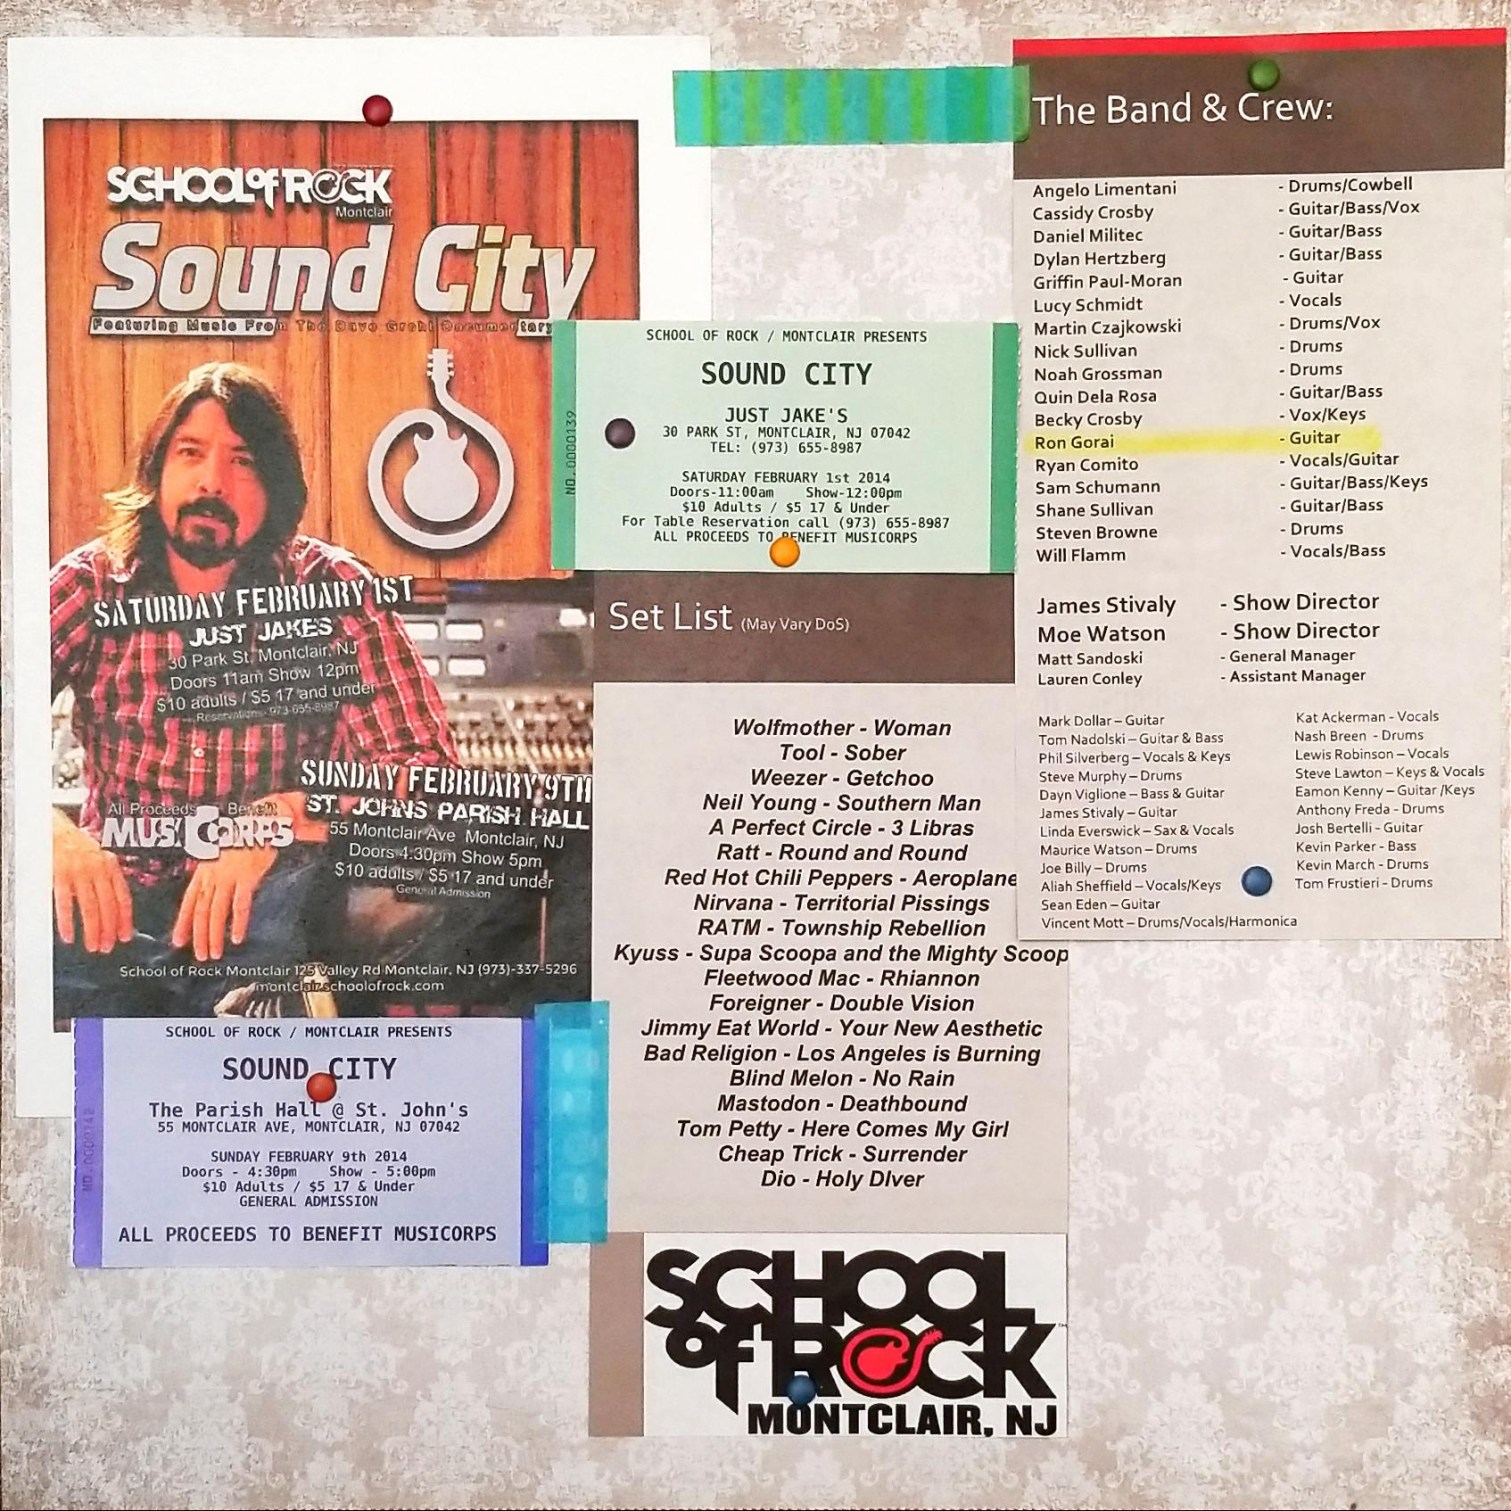 SCHOOL of ROCK
Montclair
Sound City
Featuring Music From The Dave Grohl Documentary
SATURDAY FEBRUARY 1ST
JUST JAKES
30 Park St, Montclair, NJ
Doors 11am Show 12pm
$10 adults / $5 17 and under
Reservations- 973-655-8987
SUNDAY FEBRUARY 9TH
ST. JOHNS PARISH HALL
55 Montclair Ave Montclair, NJ
Doors 4:30pm Show 5pm
$10 adults / $5 17 and under
General Admission
All Proceeds Benefit
MUSICORPS
School of Rock Montclair 125 Valley Rd Montclair, NJ (973)-337-5296
montclair.schoolofrock.com
SCHOOL OF ROCK / MONTCLAIR PRESENTS
SOUND CITY
JUST JAKE'S
30 PARK ST, MONTCLAIR, NJ 07042
TEL: (973) 655-8987
SATURDAY FEBRUARY 1st 2014
Doors-11:00am Show-12:00pm
$10 Adults / $5 17 & Under
For Table Reservation call (973) 655-8987
ALL PROCEEDS TO BENEFIT MUSICORPS
NO.0000139
SCHOOL OF ROCK / MONTCLAIR PRESENTS
SOUND CITY
The Parish Hall @ St. John's
55 MONTCLAIR AVE, MONTCLAIR, NJ 07042
SUNDAY FEBRUARY 9th 2014
Doors - 4:30pm Show - 5:00pm
$10 Adults / $5 17 & Under
GENERAL ADMISSION
ALL PROCEEDS TO BENEFIT MUSICORPS
Set List (May Vary DoS)
Wolfmother - Woman
Tool - Sober
Weezer - Getchoo
Neil Young - Southern Man
A Perfect Circle - 3 Libras
Ratt - Round and Round
Red Hot Chili Peppers - Aeroplane
Nirvana - Territorial Pissings
RATM - Township Rebellion
Kyuss - Supa Scoopa and the Mighty Scoop
Fleetwood Mac - Rhiannon
Foreigner - Double Vision
Jimmy Eat World - Your New Aesthetic
Bad Religion - Los Angeles is Burning
Blind Melon - No Rain
Mastodon - Deathbound
Tom Petty - Here Comes My Girl
Cheap Trick - Surrender
Dio - Holy DIver
SCHOOL
of ROCK
MONTCLAIR, NJ
The Band & Crew:
Angelo Limentani - Drums/Cowbell
Cassidy Crosby - Guitar/Bass/Vox
Daniel Militec - Guitar/Bass
Dylan Hertzberg - Guitar/Bass
Griffin Paul-Moran - Guitar
Lucy Schmidt - Vocals
Martin Czajkowski - Drums/Vox
Nick Sullivan - Drums
Noah Grossman - Drums
Quin Dela Rosa - Guitar/Bass
Becky Crosby - Vox/Keys
Ron Gorai - Guitar
Ryan Comito - Vocals/Guitar
Sam Schumann - Guitar/Bass/Keys
Shane Sullivan - Guitar/Bass
Steven Browne - Drums
Will Flamm - Vocals/Bass
James Stivaly - Show Director
Moe Watson - Show Director
Matt Sandoski - General Manager
Lauren Conley - Assistant Manager
Mark Dollar – Guitar
Tom Nadolski – Guitar & Bass
Phil Silverberg – Vocals & Keys
Steve Murphy – Drums
Dayn Viglione – Bass & Guitar
James Stivaly – Guitar
Linda Everswick – Sax & Vocals
Maurice Watson – Drums
Joe Billy – Drums
Aliah Sheffield – Vocals/Keys
Sean Eden – Guitar
Vincent Mott – Drums/Vocals/Harmonica
Kat Ackerman - Vocals
Nash Breen - Drums
Lewis Robinson – Vocals
Steve Lawton – Keys & Vocals
Eamon Kenny – Guitar /Keys
Anthony Freda - Drums
Josh Bertelli - Guitar
Kevin Parker - Bass
Kevin March - Drums
Tom Frustieri - Drums